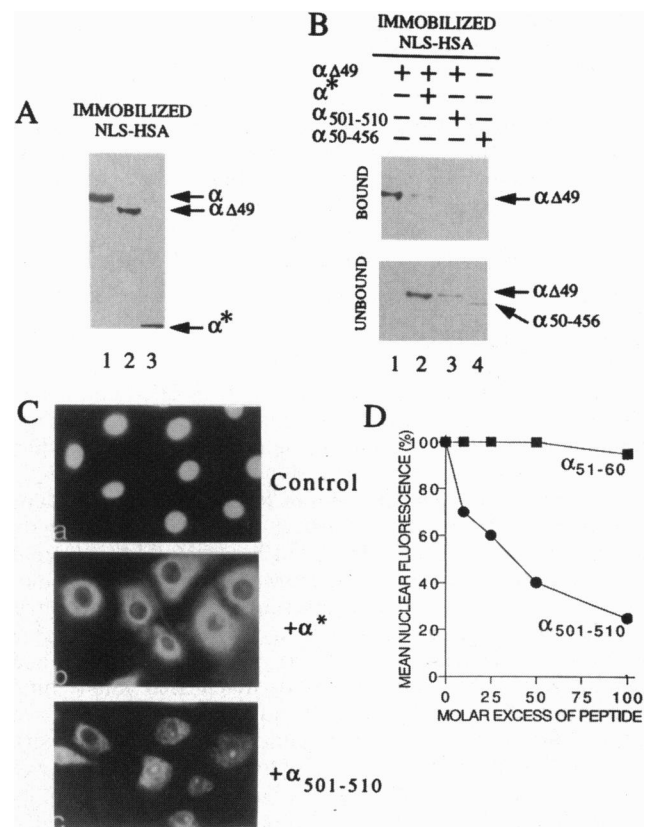 A
IMMOBILIZED
NLS-HSA
α
αΔ49
α*
1 2 3
B
IMMOBILIZED
NLS-HSA
αΔ49 + + + −
α* − + − −
α501-510 − − + −
α50-456 − − − +
BOUND
αΔ49
UNBOUND
αΔ49
α50-456
1 2 3 4
C
a
Control
b
+α*
c
+α501-510
D
MEAN NUCLEAR FLUORESCENCE (%)
100
80
60
40
20
0
α51-60
α501-510
0 25 50 75 100
MOLAR EXCESS OF PEPTIDE